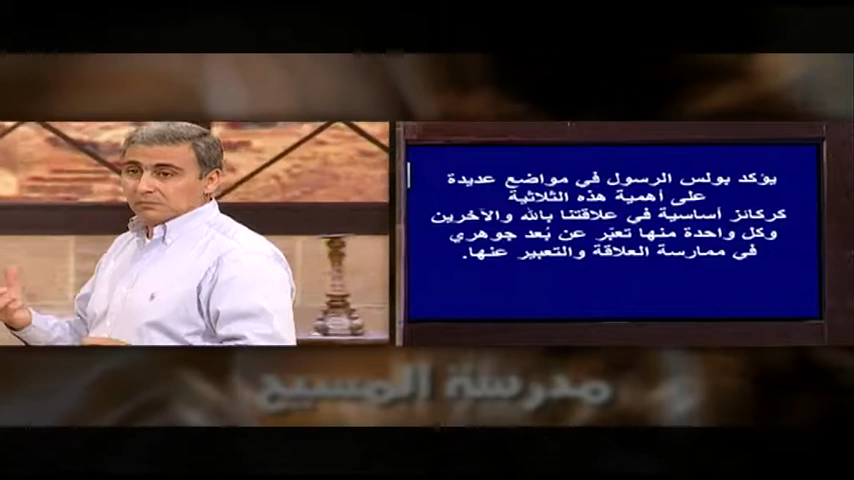 يؤكد بولس الرسول في مواضع عديدة
على أهمية هذه الثلاثية
كركائز أساسية في علاقتنا بالله والآخرين
وكل واحدة منها تعبّر عن بُعد جوهري
في ممارسة العلاقة والتعبير عنها.
مدرسة المسيح